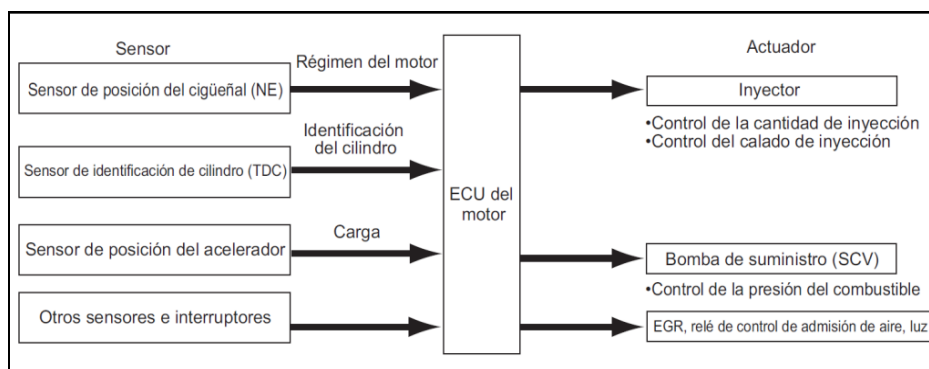 Sensor
Régimen del motor
Actuador
Sensor de posición del cigüeñal (NE)
Inyector
•Control de la cantidad de inyección
•Control del calado de inyección
Identificación
del cilindro
Sensor de identificación de cilindro (TDC)
ECU del
motor
Carga
Sensor de posición del acelerador
Bomba de suministro (SCV)
•Control de la presión del combustible
Otros sensores e interruptores
EGR, relé de control de admisión de aire, luz